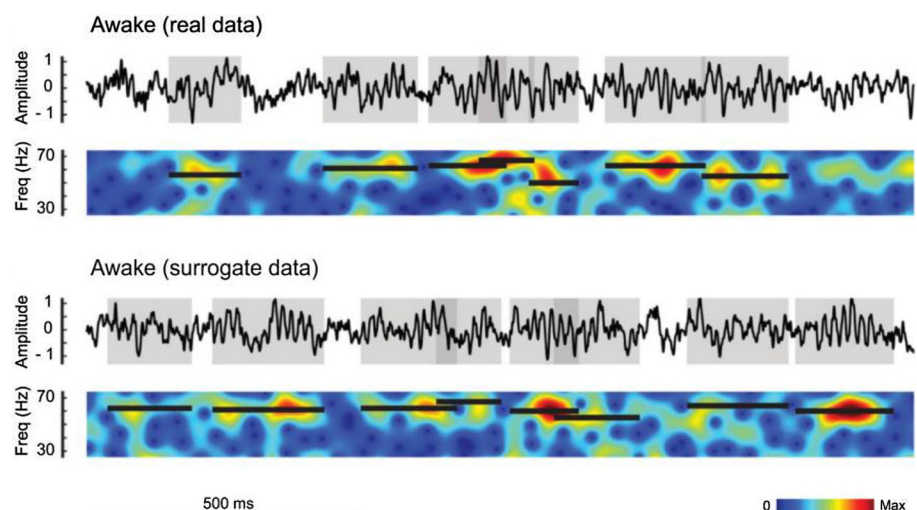 Awake (real data)
Amplitude
1
0
- 1
Freq (Hz)
70
30
Awake (surrogate data)
Amplitude
1
0
- 1
Freq (Hz)
70
30
500 ms
0 Max